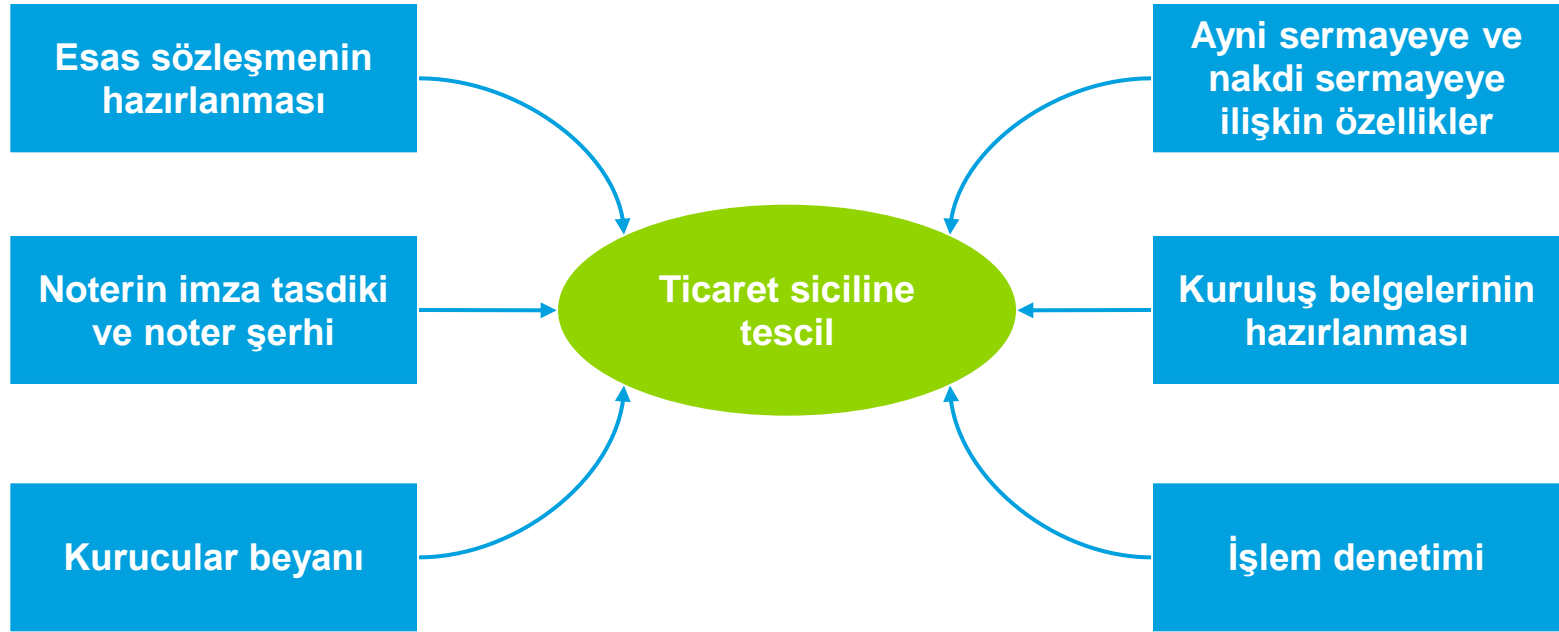 Esas sözleşmenin
hazırlanması
Ayni sermayeye ve
nakdi sermayeye
ilişkin özellikler
Noterin imza tasdiki
ve noter şerhi
Ticaret siciline
tescil
Kuruluş belgelerinin
hazırlanması
Kurucular beyanı
İşlem denetimi